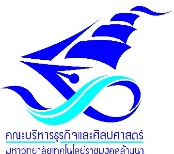 คณะบริหารธุรกิจและศิลปศาสตร์
มหาวิทยาลัยเทคโนโลยีราชมงคลล้านนา